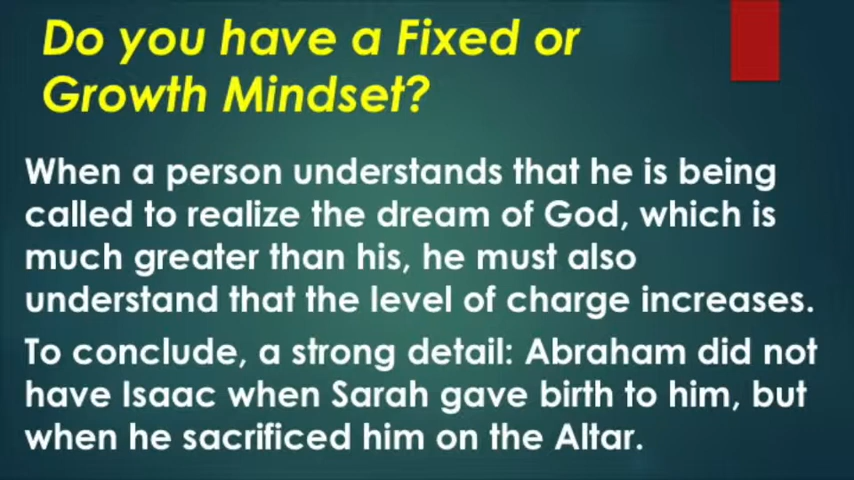 Do you have a Fixed or
Growth Mindset?
When a person understands that he is being
called to realize the dream of God, which is
much greater than his, he must also
understand that the level of charge increases.
To conclude, a strong detail: Abraham did not
have Isaac when Sarah gave birth to him, but
when he sacrificed him on the Altar.